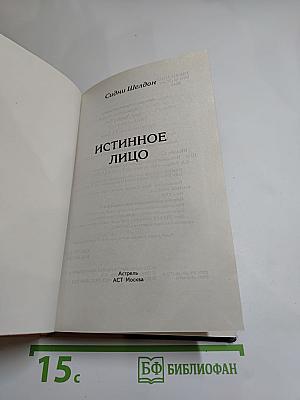 Сидни Шелдон
ИСТИННОЕ
ЛИЦО
Астрель
АСТ Москва
15с
БФ БИБЛИОФАН